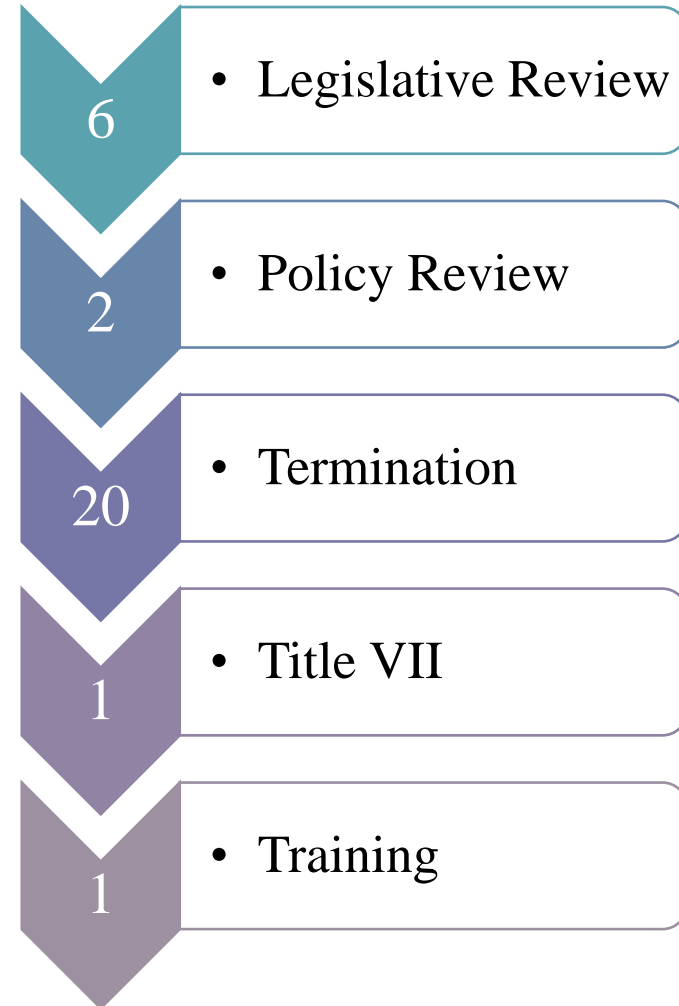 6
• Legislative Review
2
• Policy Review
20
• Termination
1
• Title VII
1
• Training